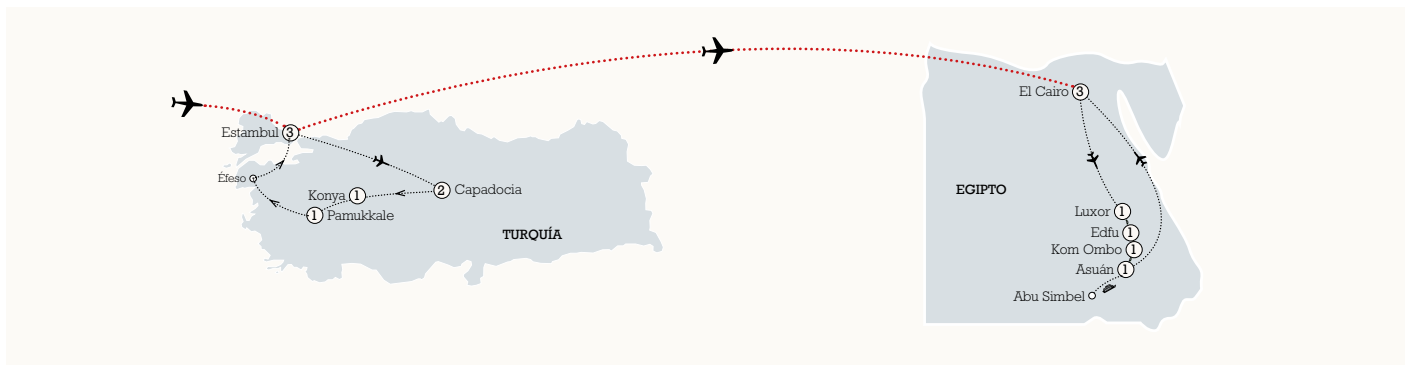 Estambul 3
Éfeso
Konya 1
1 Pamukkale
2 Capadocia
TURQUÍA
El Cairo 3
EGIPTO
Luxor 1
Edfu 1
Kom Ombo 1
Asuán 1
Abu Simbel